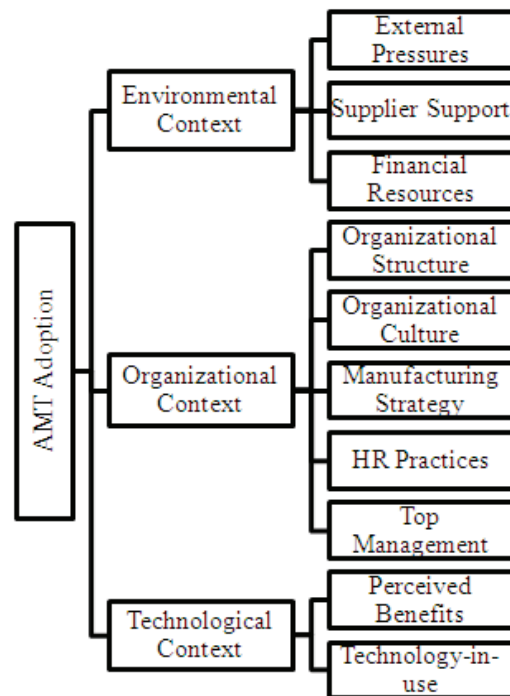 AMT Adoption
Environmental
Context
External
Pressures
Supplier Support
Financial
Resources
Organizational
Context
Organizational
Structure
Organizational
Culture
Manufacturing
Strategy
HR Practices
Top
Management
Technological
Context
Perceived
Benefits
Technology-in-
use